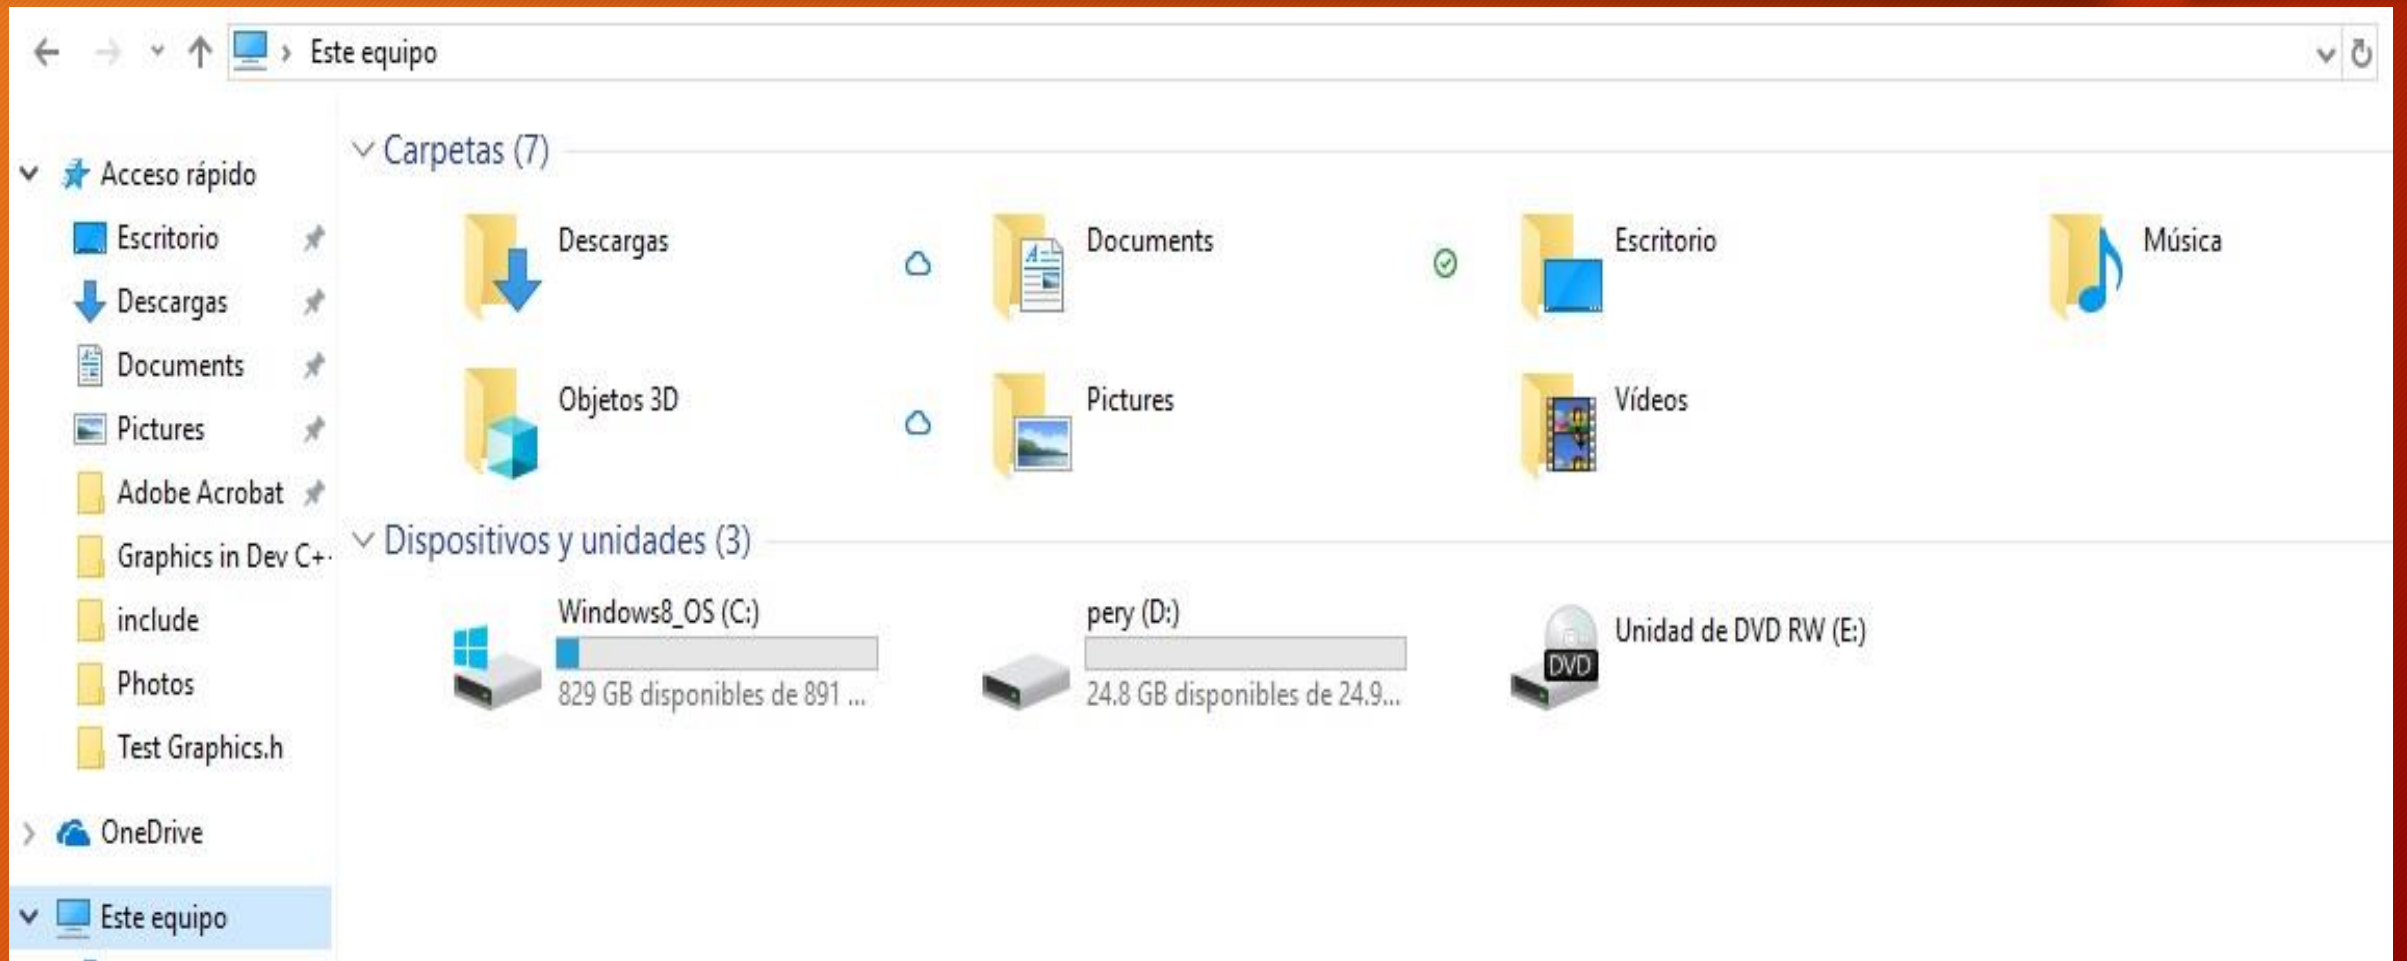 Este equipo
Acceso rápido
Escritorio
Descargas
Documents
Pictures
Adobe Acrobat
Graphics in Dev C+
include
Photos
Test Graphics.h
OneDrive
Este equipo
Carpetas (7)
Descargas
Documents
Escritorio
Música
Objetos 3D
Pictures
Vídeos
Dispositivos y unidades (3)
Windows8_OS (C:)
829 GB disponibles de 891 ...
pery (D:)
24.8 GB disponibles de 24.9...
Unidad de DVD RW (E:)
DVD